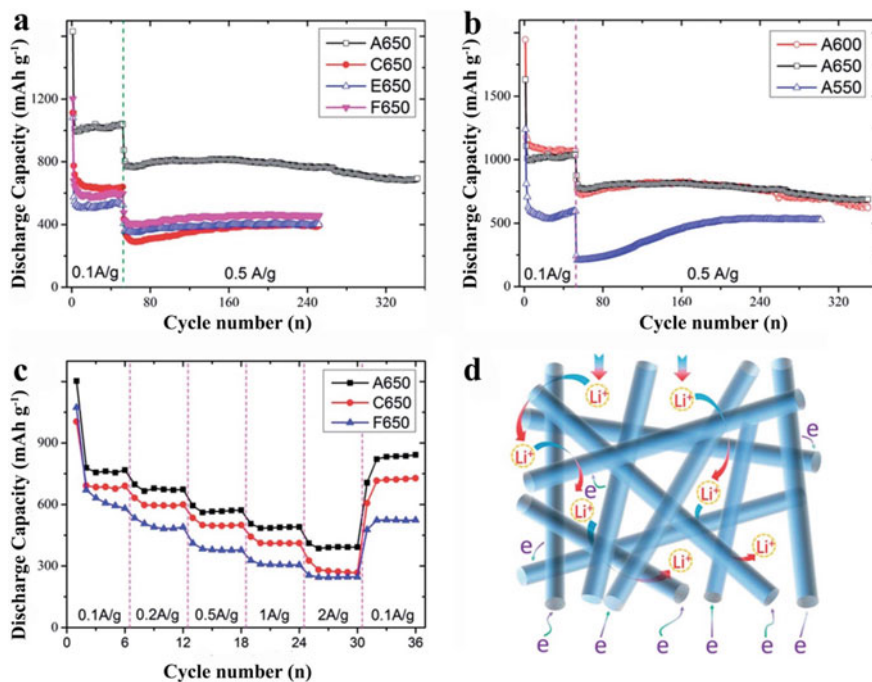 a
Discharge Capacity (mAh g⁻¹)
1200
800
400
0
A650
C650
E650
F650
0.1A/g
0.5 A/g
0 80 160 240 320
Cycle number (n)
b
Discharge Capacity (mAh g⁻¹)
1500
1000
500
0
A600
A650
A550
0.1A/g
0.5 A/g
0 80 160 240 320
Cycle number (n)
c
Discharge Capacity (mAh g⁻¹)
900
600
300
0
A650
C650
F650
0.1A/g 0.2A/g 0.5A/g 1A/g 2A/g 0.1A/g
0 6 12 18 24 30 36
Cycle number (n)
d
Li⁺
Li⁺
e
Li⁺
e
Li⁺
Li⁺
e
Li⁺
e e e e e e